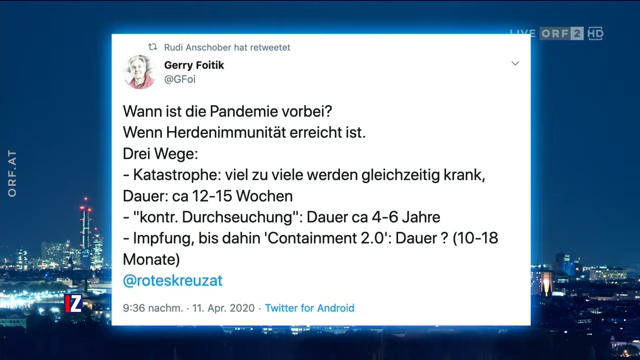 LIVE ORF 2 HD
Rudi Anschober hat retweetet
Gerry Foitik
@GFoi
Wann ist die Pandemie vorbei?
Wenn Herdenimmunität erreicht ist.
Drei Wege:
- Katastrophe: viel zu viele werden gleichzeitig krank,
Dauer: ca 12-15 Wochen
- "kontr. Durchseuchung": Dauer ca 4-6 Jahre
- Impfung, bis dahin 'Containment 2.0': Dauer ? (10-18
Monate)
@roteskreuzat
9:36 nachm. · 11. Apr. 2020 · Twitter for Android
ORF.AT
IZ